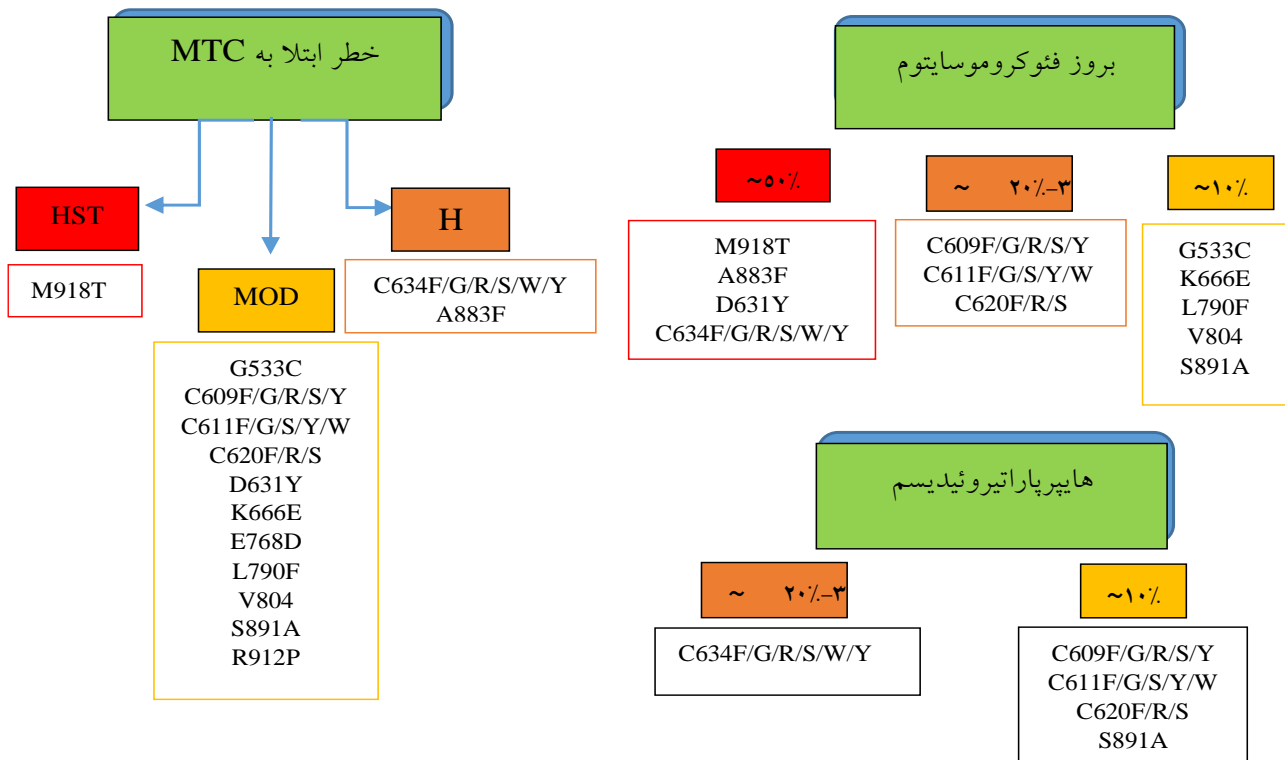 خطر ابتلا به MTC
HST
M918T
MOD
G533C
C609F/G/R/S/Y
C611F/G/S/Y/W
C620F/R/S
D631Y
K666E
E768D
L790F
V804
S891A
R912P
H
C634F/G/R/S/W/Y
A883F
بروز فئوکروموسایتوم
~۵۰٪
M918T
A883F
D631Y
C634F/G/R/S/W/Y
~ ۲۰٪-۳
C609F/G/R/S/Y
C611F/G/S/Y/W
C620F/R/S
~۱۰٪
G533C
K666E
L790F
V804
S891A
هایپرپاراتیروئیدیسم
~ ۲۰٪-۳
C634F/G/R/S/W/Y
~۱۰٪
C609F/G/R/S/Y
C611F/G/S/Y/W
C620F/R/S
S891A